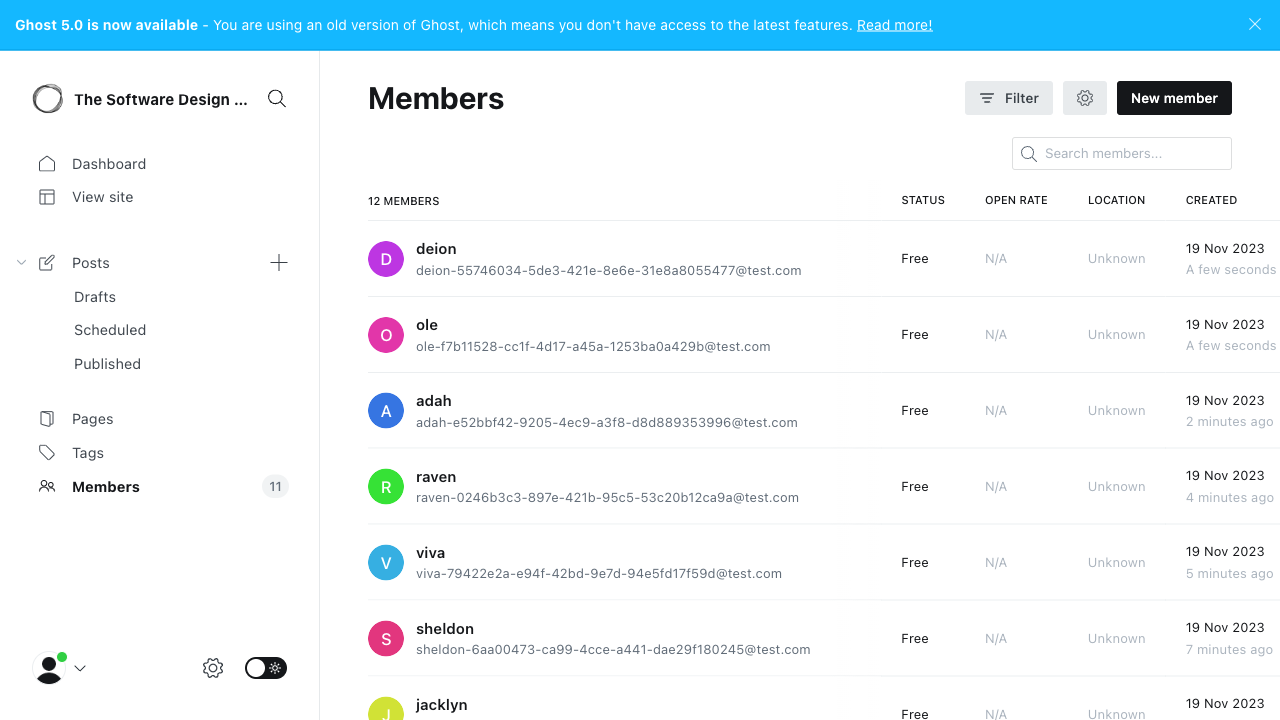 Ghost 5.0 is now available - You are using an old version of Ghost, which means you don't have access to the latest features. Read more!
The Software Design ...
Dashboard
View site
Posts
Drafts
Scheduled
Published
Pages
Tags
Members
11
Members
Filter
New member
Search members...
12 MEMBERS STATUS OPEN RATE LOCATION CREATED
D
deion
deion-55746034-5de3-421e-8e6e-31e8a8055477@test.com
Free
N/A
Unknown
19 Nov 2023
A few seconds
O
ole
ole-f7b11528-cc1f-4d17-a45a-1253ba0a429b@test.com
Free
N/A
Unknown
19 Nov 2023
A few seconds
A
adah
adah-e52bbf42-9205-4ec9-a3f8-d8d889353996@test.com
Free
N/A
Unknown
19 Nov 2023
2 minutes ago
R
raven
raven-0246b3c3-897e-421b-95c5-53c20b12ca9a@test.com
Free
N/A
Unknown
19 Nov 2023
4 minutes ago
V
viva
viva-79422e2a-e94f-42bd-9e7d-94e5fd17f59d@test.com
Free
N/A
Unknown
19 Nov 2023
5 minutes ago
S
sheldon
sheldon-6aa00473-ca99-4cce-a441-dae29f180245@test.com
Free
N/A
Unknown
19 Nov 2023
7 minutes ago
J
jacklyn
Free
N/A
Unknown
19 Nov 2023